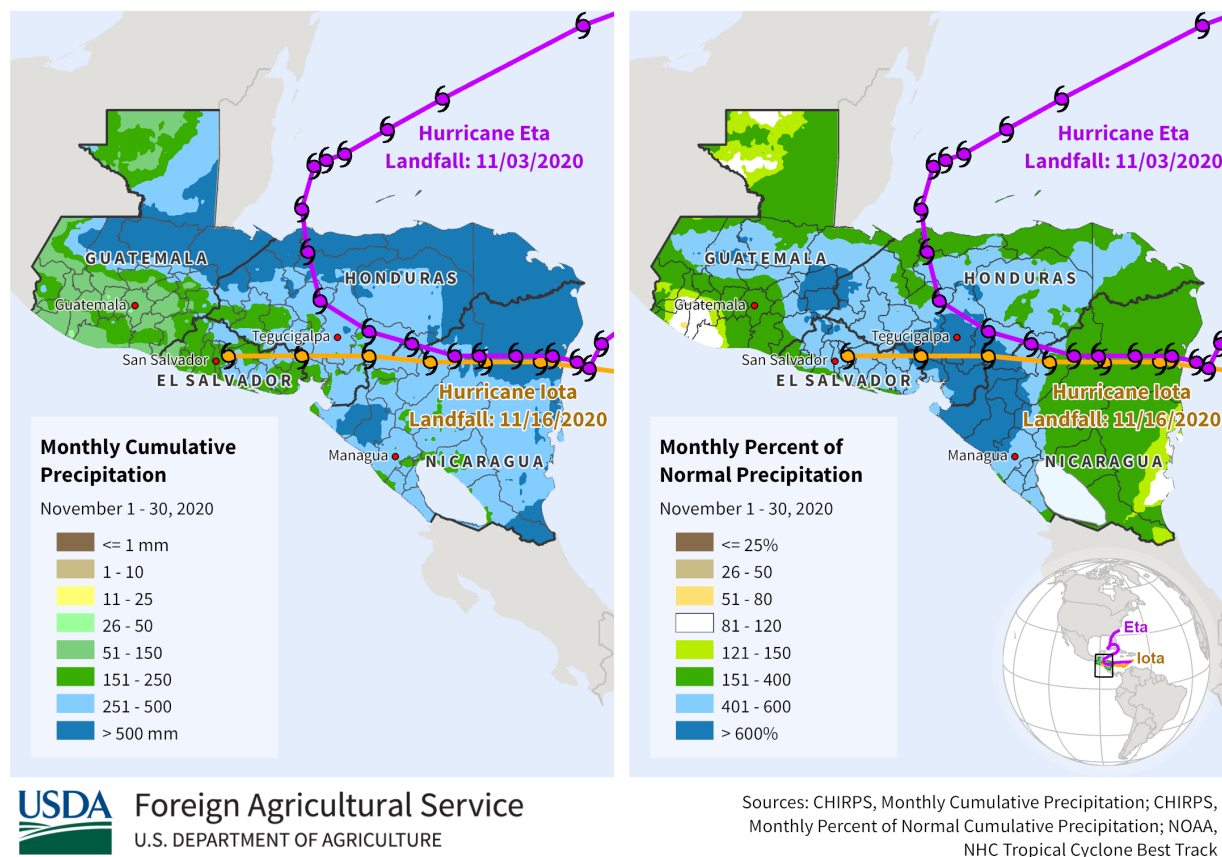 Hurricane Eta
Landfall: 11/03/2020
GUATEMALA
HONDURAS
Guatemala
Tegucigalpa
San Salvador
EL SALVADOR
Hurricane Iota
Landfall: 11/16/2020
Managua
NICARAGUA
Monthly Cumulative
Precipitation
November 1 - 30, 2020
<= 1 mm
1 - 10
11 - 25
26 - 50
51 - 150
151 - 250
251 - 500
> 500 mm
Hurricane Eta
Landfall: 11/03/2020
GUATEMALA
HONDURAS
Guatemala
Tegucigalpa
San Salvador
EL SALVADOR
Hurricane Iota
Landfall: 11/16/2020
Managua
NICARAGUA
Monthly Percent of
Normal Precipitation
November 1 - 30, 2020
<= 25%
26 - 50
51 - 80
81 - 120
121 - 150
151 - 400
401 - 600
> 600%
Eta
Iota
USDA
Foreign Agricultural Service
U.S. DEPARTMENT OF AGRICULTURE
Sources: CHIRPS, Monthly Cumulative Precipitation; CHIRPS,
Monthly Percent of Normal Cumulative Precipitation; NOAA,
NHC Tropical Cyclone Best Track